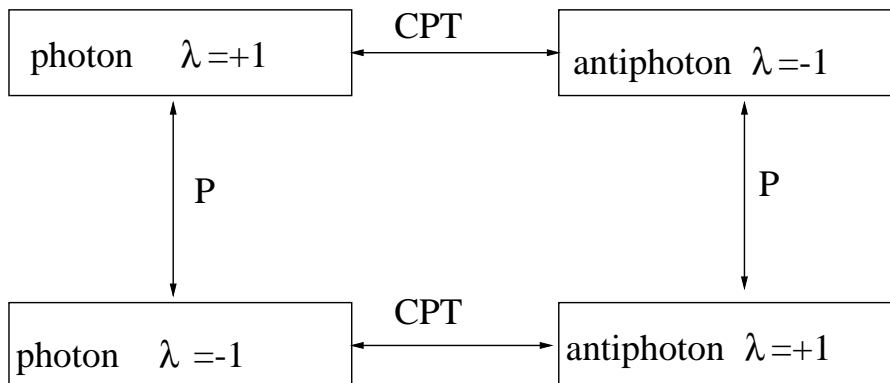 CPT
photon λ=+1
antiphoton λ=-1
P
P
CPT
photon λ =-1
antiphoton λ=+1